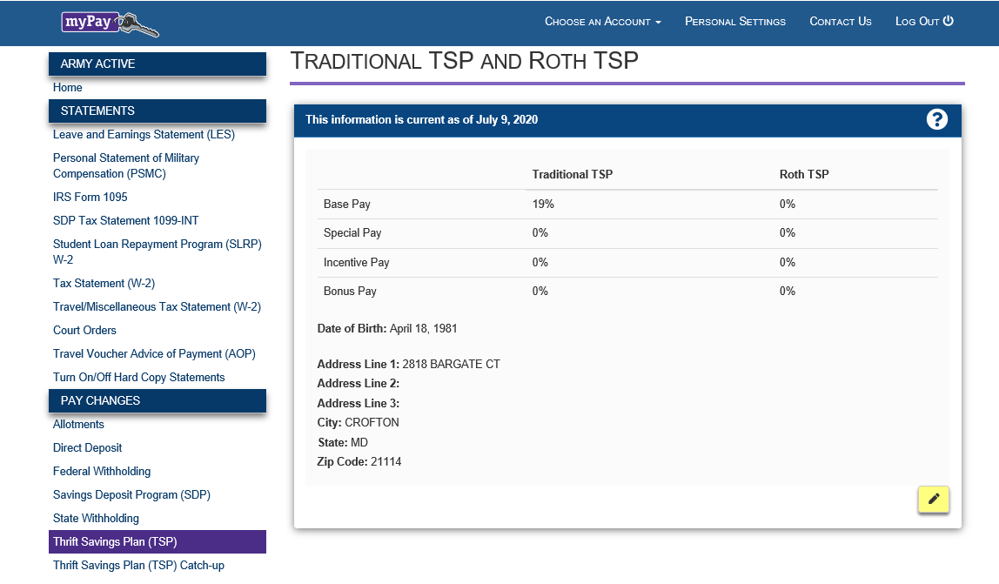 myPay
CHOOSE AN ACCOUNT
PERSONAL SETTINGS
CONTACT US
LOG OUT
ARMY ACTIVE
Home
STATEMENTS
Leave and Earnings Statement (LES)
Personal Statement of Military
Compensation (PSMC)
IRS Form 1095
SDP Tax Statement 1099-INT
Student Loan Repayment Program (SLRP)
W-2
Tax Statement (W-2)
Travel/Miscellaneous Tax Statement (W-2)
Court Orders
Travel Voucher Advice of Payment (AOP)
Turn On/Off Hard Copy Statements
PAY CHANGES
Allotments
Direct Deposit
Federal Withholding
Savings Deposit Program (SDP)
State Withholding
Thrift Savings Plan (TSP)
Thrift Savings Plan (TSP) Catch-up
TRADITIONAL TSP AND ROTH TSP
This information is current as of July 9, 2020 ?
Traditional TSP Roth TSP
Base Pay 19% 0%
Special Pay 0% 0%
Incentive Pay 0% 0%
Bonus Pay 0% 0%
Date of Birth: April 18, 1981
Address Line 1: 2818 BARGATE CT
Address Line 2:
Address Line 3:
City: CROFTON
State: MD
Zip Code: 21114